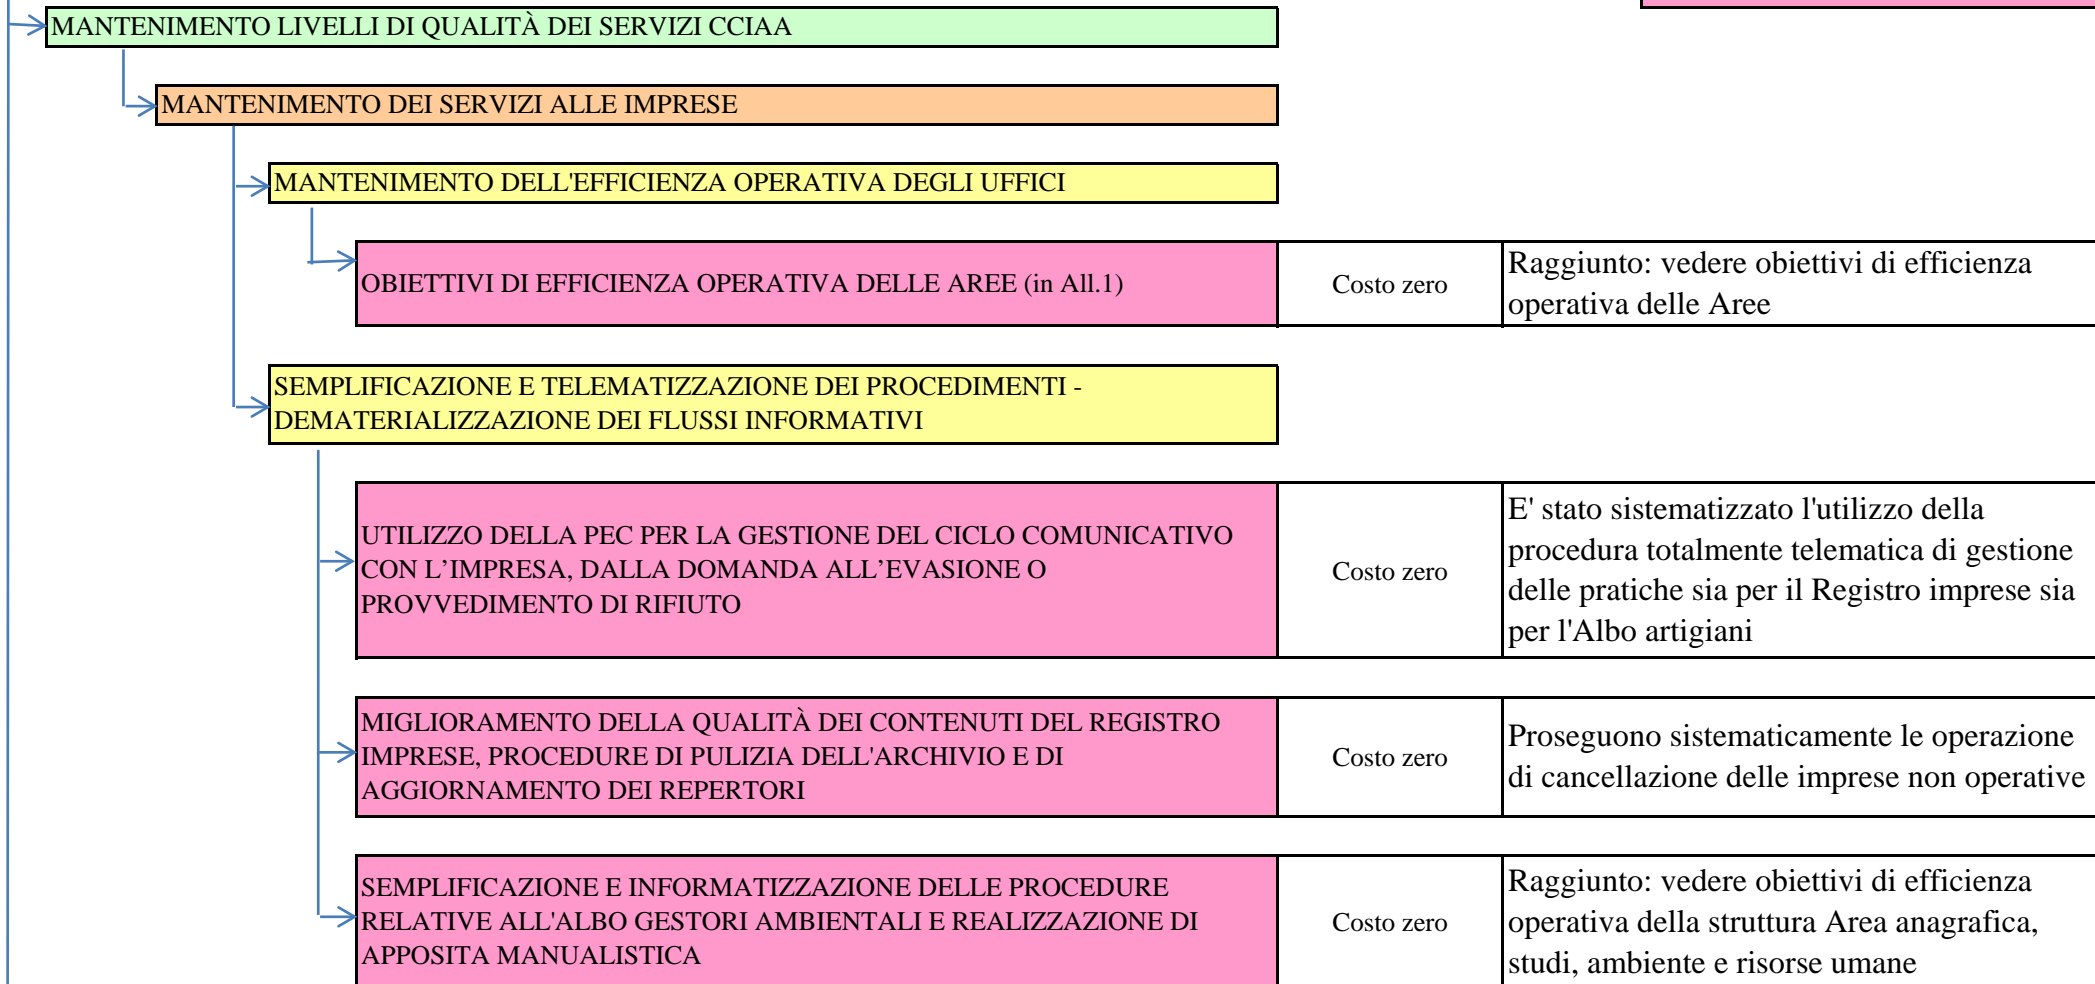 MANTENIMENTO LIVELLI DI QUALITÀ DEI SERVIZI CCIAA
MANTENIMENTO DEI SERVIZI ALLE IMPRESE
MANTENIMENTO DELL'EFFICIENZA OPERATIVA DEGLI UFFICI
OBIETTIVI DI EFFICIENZA OPERATIVA DELLE AREE (in All.1)
Costo zero
Raggiunto: vedere obiettivi di efficienza
operativa delle Aree
SEMPLIFICAZIONE E TELEMATIZZAZIONE DEI PROCEDIMENTI -
DEMATERIALIZZAZIONE DEI FLUSSI INFORMATIVI
UTILIZZO DELLA PEC PER LA GESTIONE DEL CICLO COMUNICATIVO
CON L’IMPRESA, DALLA DOMANDA ALL’EVASIONE O
PROVVEDIMENTO DI RIFIUTO
Costo zero
E' stato sistematizzato l'utilizzo della
procedura totalmente telematica di gestione
delle pratiche sia per il Registro imprese sia
per l'Albo artigiani
MIGLIORAMENTO DELLA QUALITÀ DEI CONTENUTI DEL REGISTRO
IMPRESE, PROCEDURE DI PULIZIA DELL'ARCHIVIO E DI
AGGIORNAMENTO DEI REPERTORI
Costo zero
Proseguono sistematicamente le operazione
di cancellazione delle imprese non operative
SEMPLIFICAZIONE E INFORMATIZZAZIONE DELLE PROCEDURE
RELATIVE ALL'ALBO GESTORI AMBIENTALI E REALIZZAZIONE DI
APPOSITA MANUALISTICA
Costo zero
Raggiunto: vedere obiettivi di efficienza
operativa della struttura Area anagrafica,
studi, ambiente e risorse umane